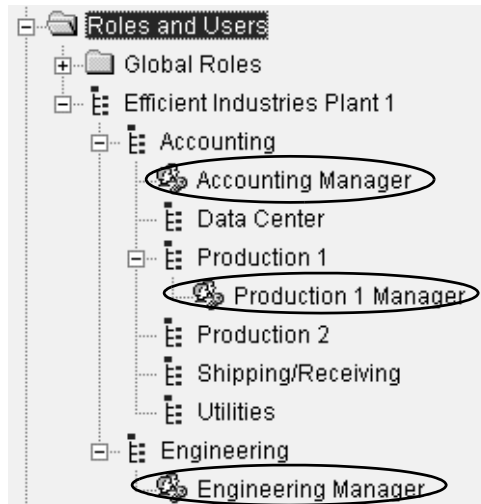 Roles and Users
Global Roles
Efficient Industries Plant 1
Accounting
Accounting Manager
Data Center
Production 1
Production 1 Manager
Production 2
Shipping/Receiving
Utilities
Engineering
Engineering Manager